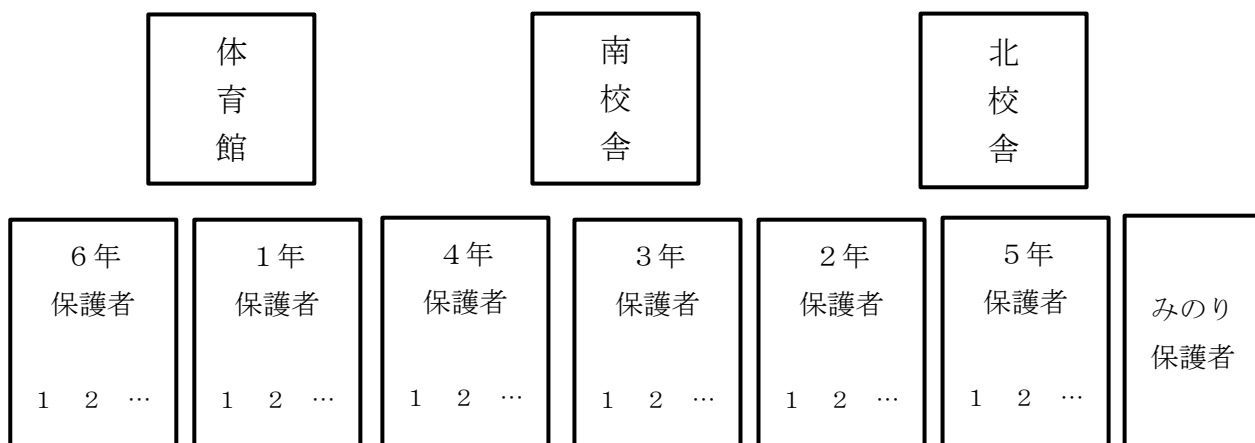 体育館
南校舎
北校舎
６年
保護者
１ ２ …
１年
保護者
１ ２ …
４年
保護者
１ ２ …
３年
保護者
１ ２ …
２年
保護者
１ ２ …
５年
保護者
１ ２ …
みのり
保護者